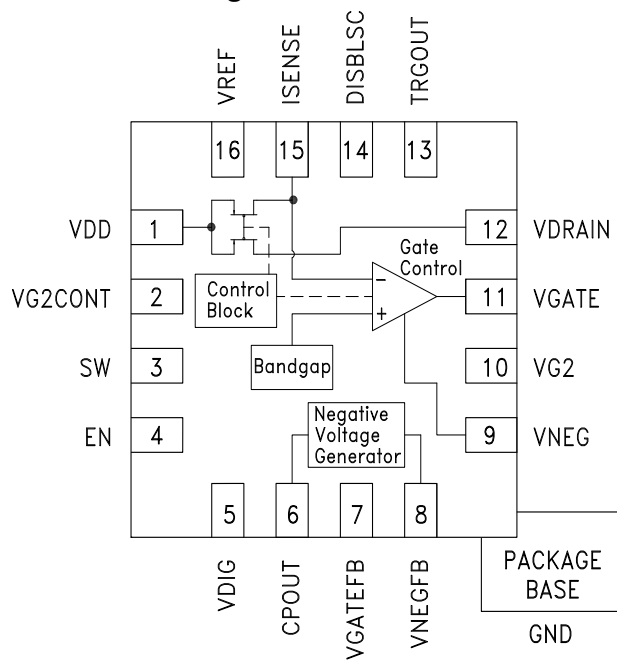 VREF
ISENSE
DISBLSC
TRGOUT
16
15
14
13
VDD
1
12
VDRAIN
Gate
Control
VG2CONT
2
Control
Block
−
+
11
VGATE
SW
3
Bandgap
10
VG2
EN
4
Negative
Voltage
Generator
9
VNEG
5
6
7
8
VDIG
CPOUT
VGATEFB
VNEGFB
PACKAGE
BASE
GND